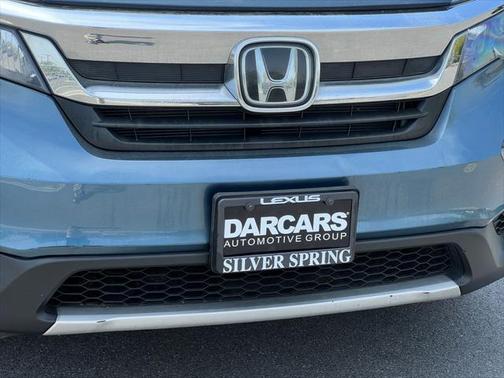 LEXUS
DARCARS
AUTOMOTIVE GROUP
SILVER SPRING